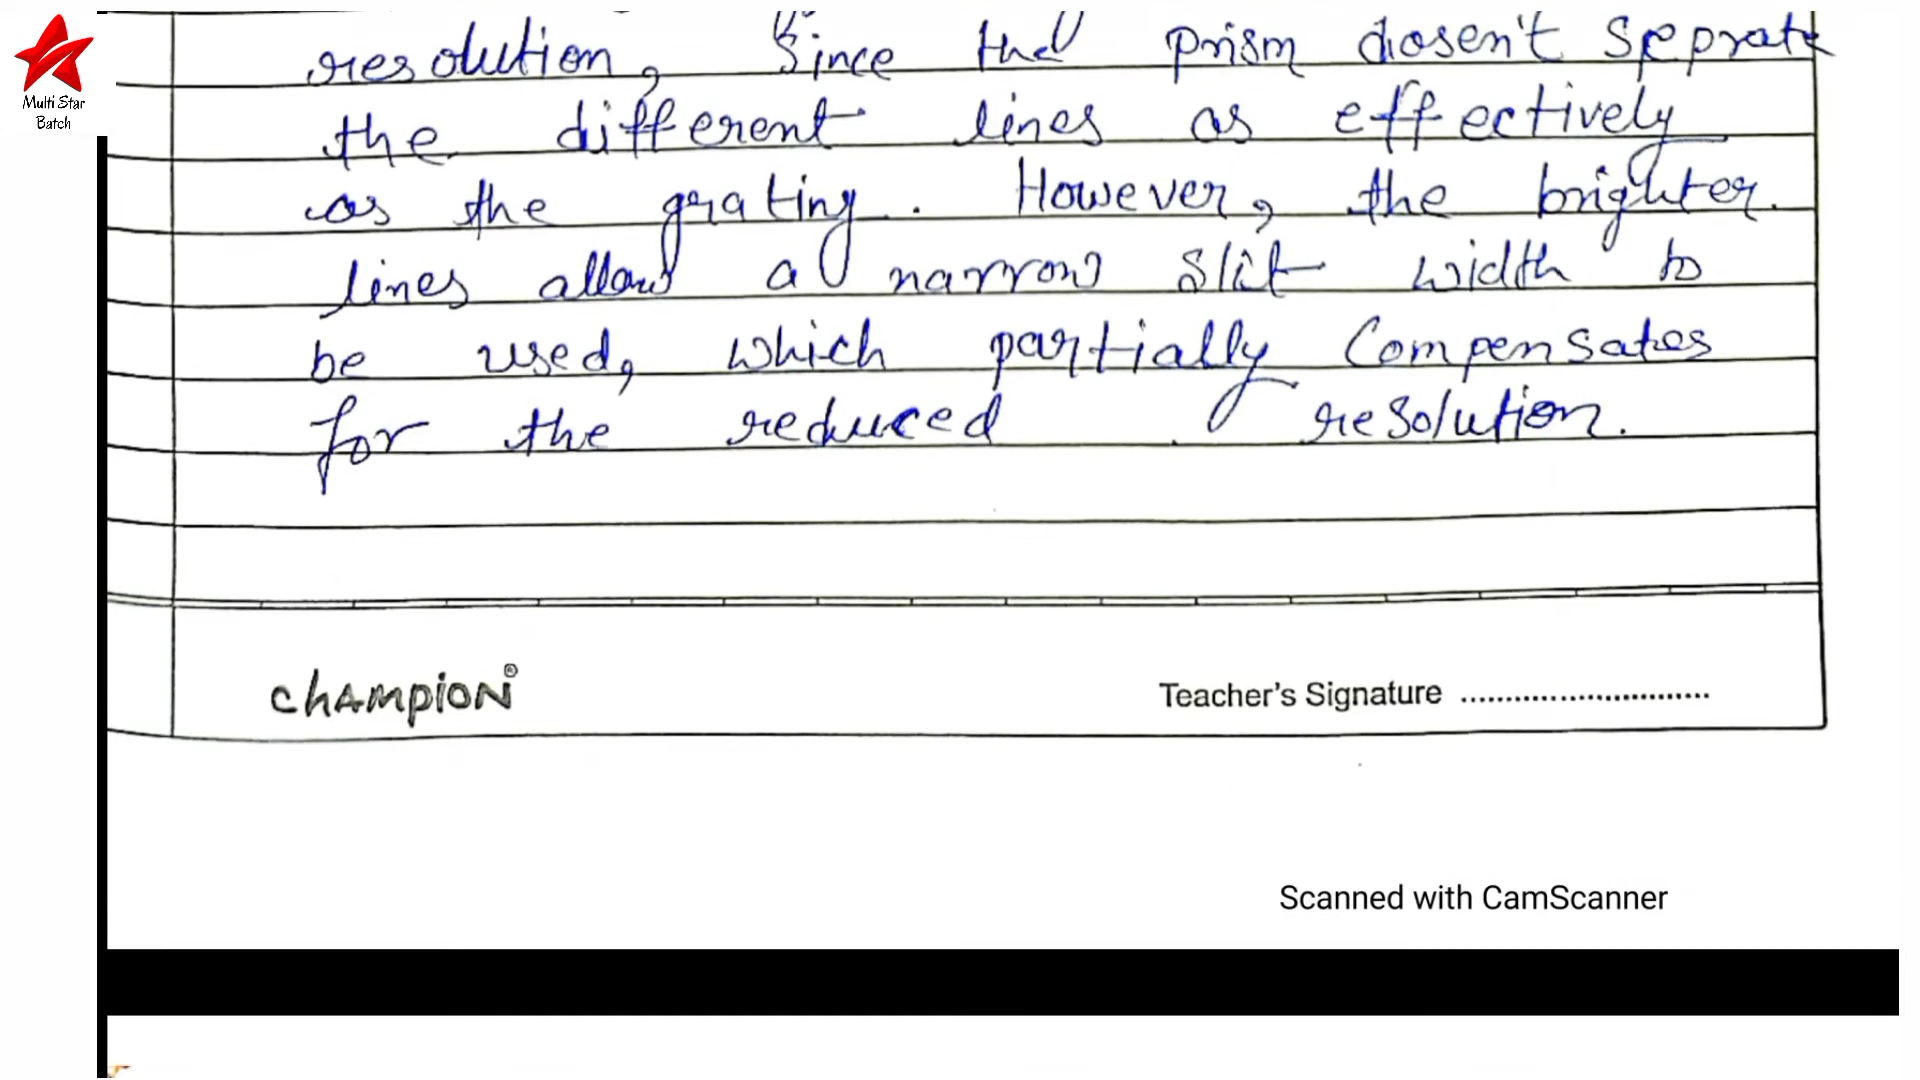 Multi Star
Batch
resolution, Since the prism dosen't seprate
the different lines as effectively
as the grating. However, the brighter.
lines allow a narrow slit width to
be used, which partially compensates
for the reduced resolution.
CHAMPION®
Teacher's Signature ............................
Scanned with CamScanner